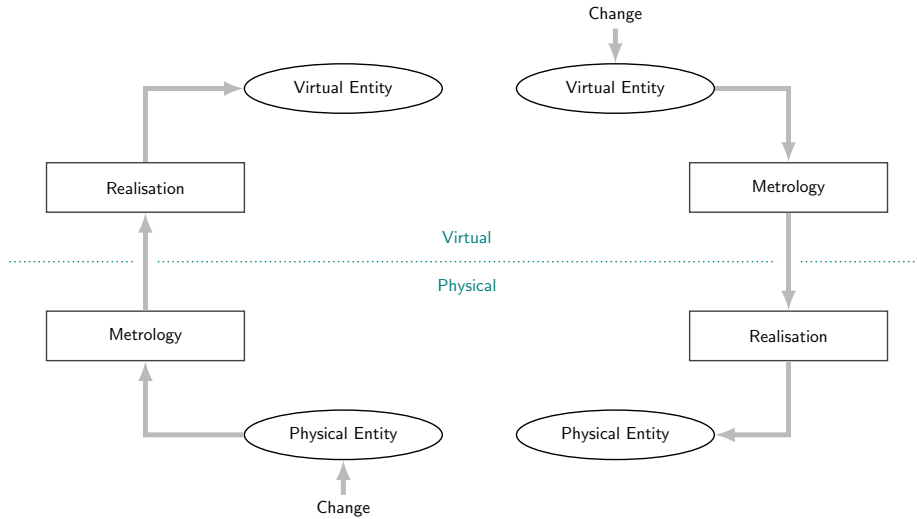 Change
Virtual Entity
Virtual Entity
Realisation
Metrology
Virtual
Physical
Metrology
Realisation
Physical Entity
Physical Entity
Change